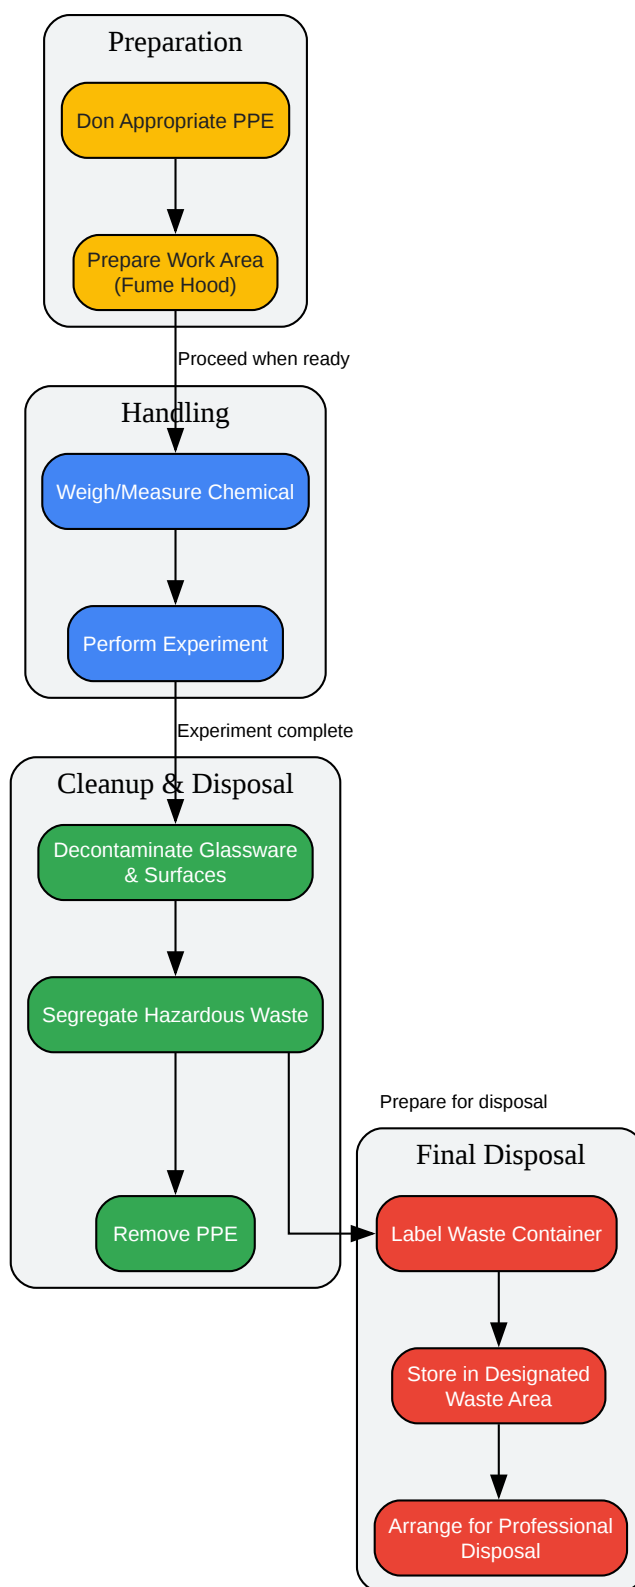 Preparation
Don Appropriate PPE
Prepare Work Area
(Fume Hood)
Proceed when ready
Handling
Weigh/Measure Chemical
Perform Experiment
Experiment complete
Cleanup & Disposal
Decontaminate Glassware
& Surfaces
Segregate Hazardous Waste
Remove PPE
Prepare for disposal
Final Disposal
Label Waste Container
Store in Designated
Waste Area
Arrange for Professional
Disposal